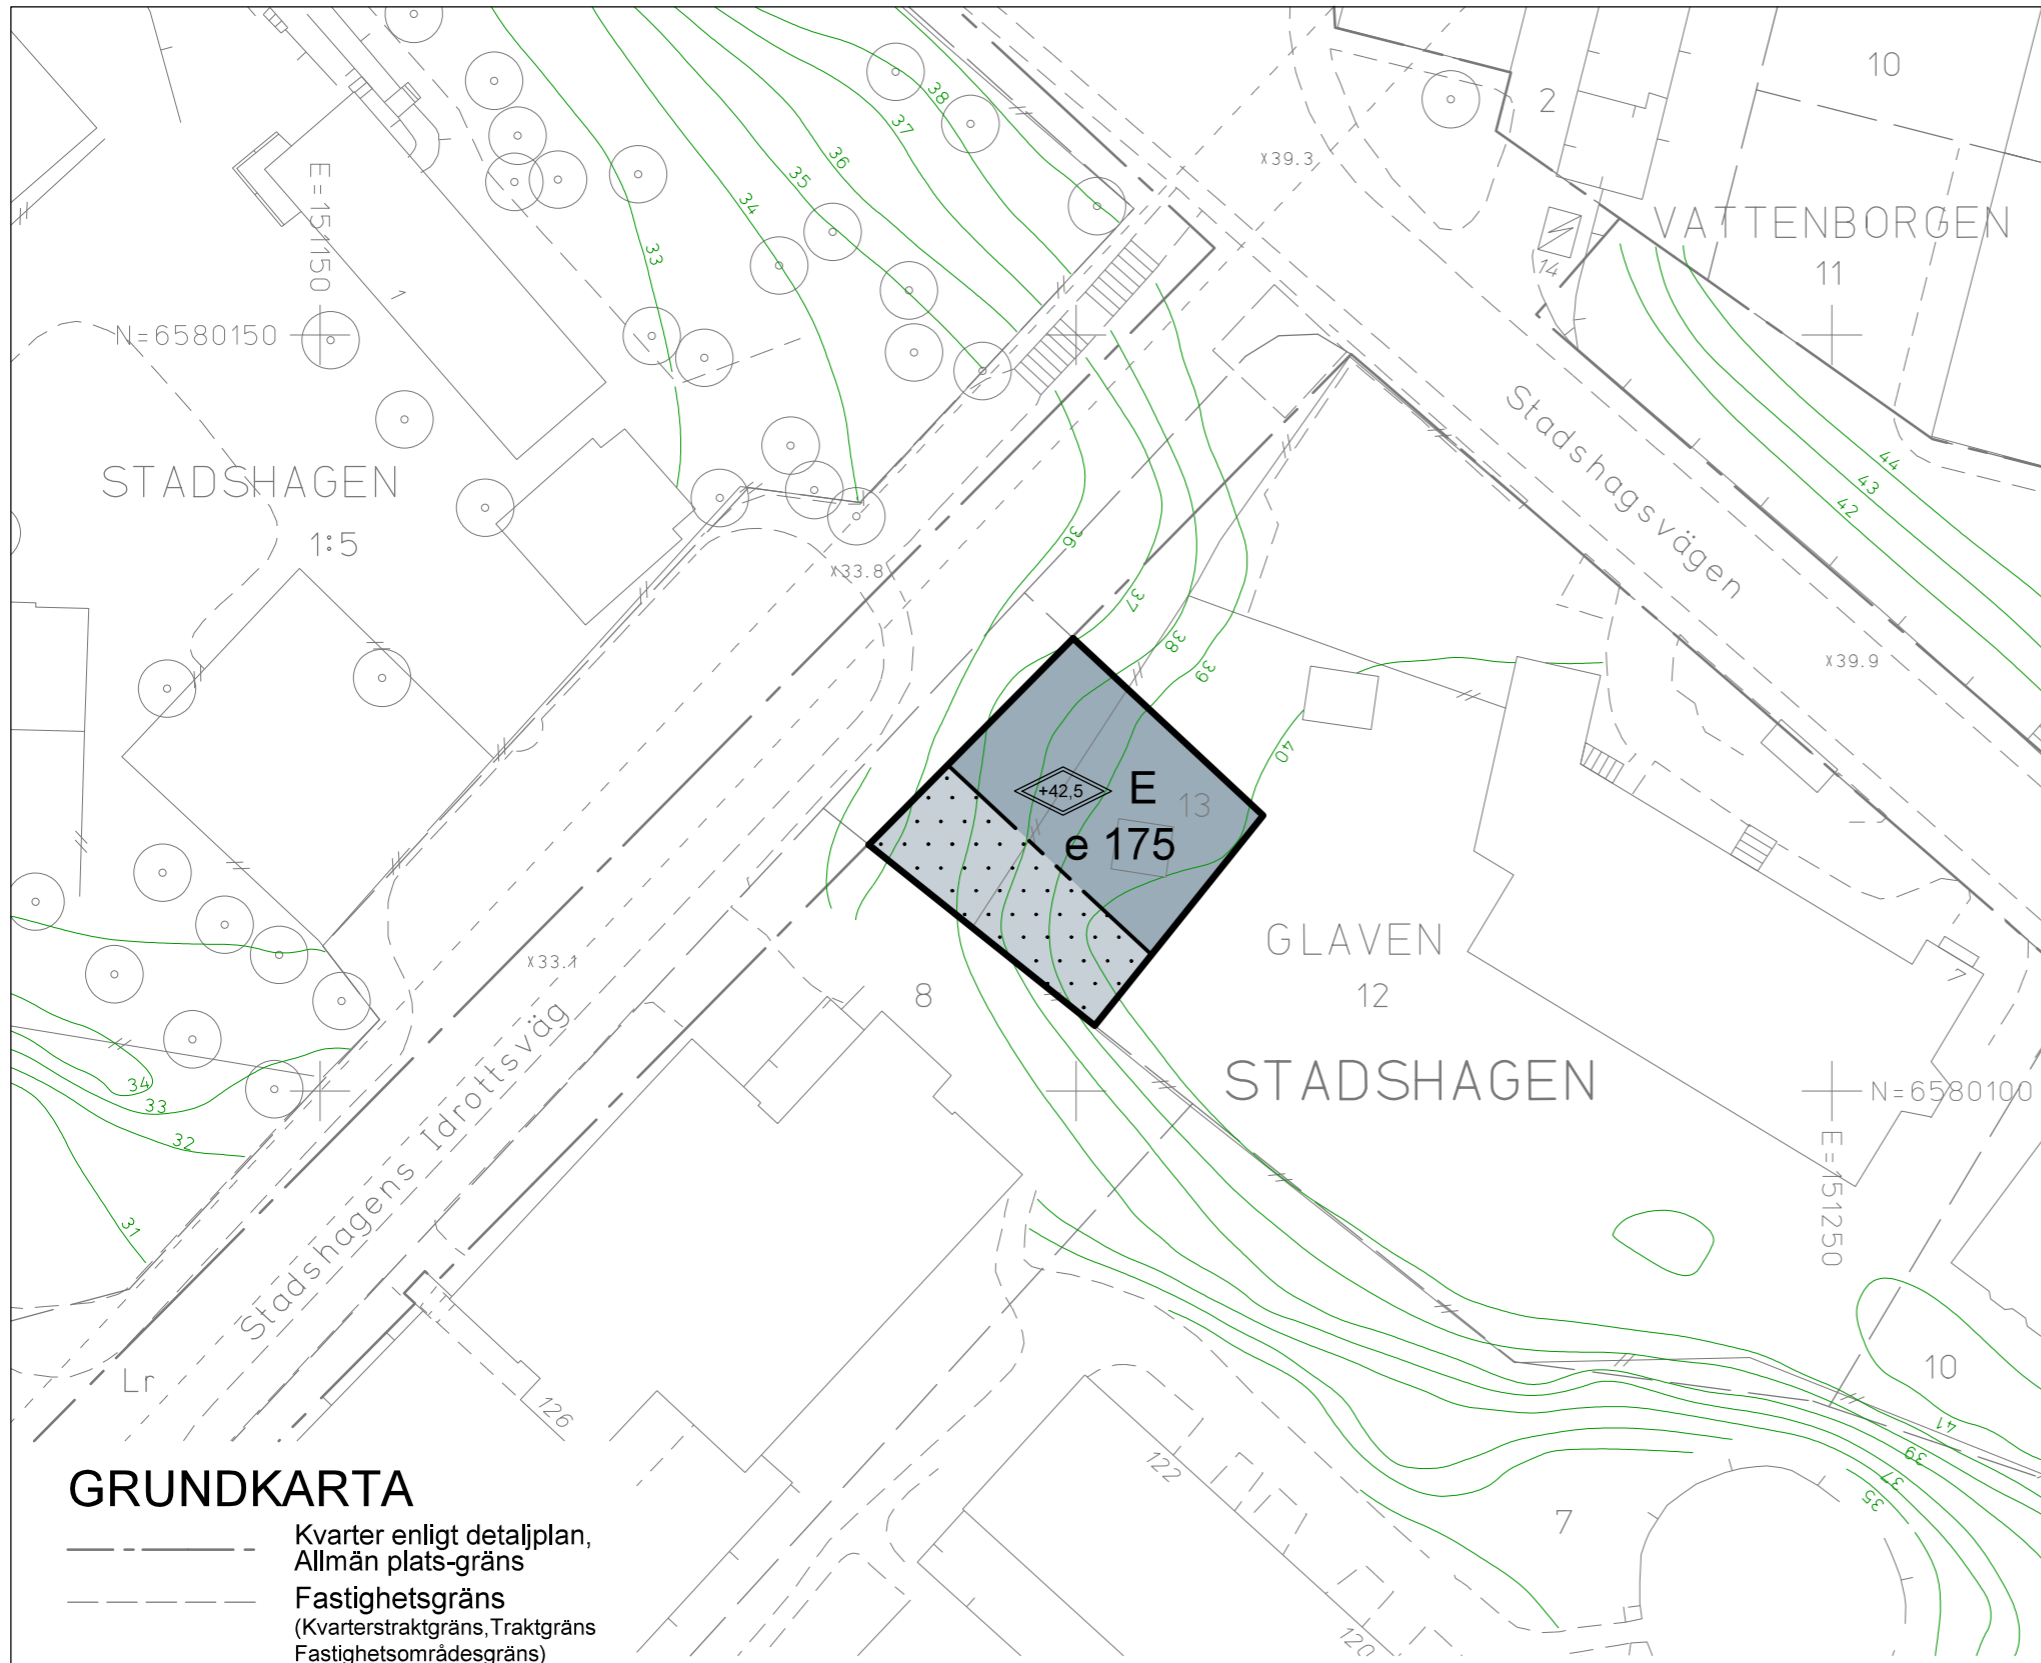 10
2
38
37
x39.3
36
E=151150
35
34
VATTENBORGEN
33
14
11
1
N=6580150
Stadshagsvägen
44
STADSHAGEN
43
42
36
1:5
x33.8
37
38
39
x39.9
40
+42,5
E
13
e 175
GLAVEN
x33.1
8
12
7
Stadshagens Idrottsväg
STADSHAGEN
34
N=6580100
33
32
E=151250
31
10
Lr
126
41
39
122
37
35
7
120
GRUNDKARTA
Kvarter enligt detaljplan,
Allmän plats-gräns
Fastighetsgräns
(Kvarterstraktgräns,Traktgräns
Fastighetsområdesgräns)